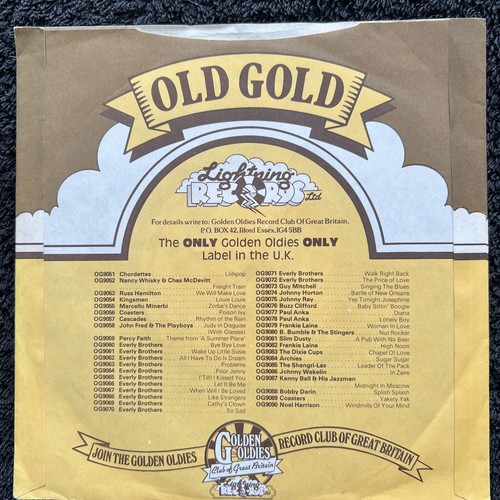 OLD GOLD
Lightning
RECORDS Ltd
For details write to: Golden Oldies Record Club Of Great Britain.
P.O. BOX 42, Ilford Essex, IG4 5BB
The ONLY Golden Oldies ONLY
Label in the U.K.
OG9051 Chordettes Lollipop
OG9052 Nancy Whisky & Chas McDevitt
Freight Train
OG9053 Russ Hamilton We Will Make Love
OG9054 Kingsmen Louie Louie
OG9055 Marcello Minerbi Zorba's Dance
OG9056 Coasters Poison Ivy
OG9057 Cascades Rhythm of the Rain
OG9058 John Fred & The Playboys Judy in Disguise
(With Glasses)
OG9059 Percy Faith Theme from 'A Summer Place'
OG9060 Everly Brothers Bye Bye Love
OG9061 Everly Brothers Wake Up Little Susie
OG9062 Everly Brothers All I Have To Do Is Dream
OG9063 Everly Brothers Problems
OG9064 Everly Brothers Poor Jenny
OG9065 Everly Brothers I'Till I Kissed You
OG9066 Everly Brothers Let It Be Me
OG9067 Everly Brothers When Will I Be Loved
OG9068 Everly Brothers Like Strangers
OG9069 Everly Brothers Cathy's Clown
OG9070 Everly Brothers So Sad
OG9071 Everly Brothers Walk Right Back
OG9072 Everly Brothers The Price of Love
OG9073 Guy Mitchell Singing The Blues
OG9074 Johnny Horton Battle of New Orleans
OG9075 Johnny Ray Yes Tonight Josephine
OG9076 Buzz Clifford Baby Sittin' Boogie
OG9077 Paul Anka Diana
OG9078 Paul Anka Lonely Boy
OG9079 Frankie Laine Woman In Love
OG9080 B. Bumble & The Stingers Nut Rocker
OG9081 Slim Dusty A Pub With No Beer
OG9082 Frankie Laine High Noon
OG9083 The Dixie Cups Chapel Of Love
OG9084 Archies Sugar Sugar
OG9085 The Shangri-Las Leader Of The Pack
OG9086 Johnny Wakelin In Zaire
OG9087 Kenny Ball & His Jazzmen
Midnight in Moscow
OG9088 Bobby Darin Splish Splash
OG9089 Coasters Yakety Yak
OG9090 Noel Harrison Windmills Of Your Mind
JOIN THE GOLDEN OLDIES RECORD CLUB OF GREAT BRITAIN
GOLDEN
OLDIES
Club of Great Britain
Lightning
RECORDS